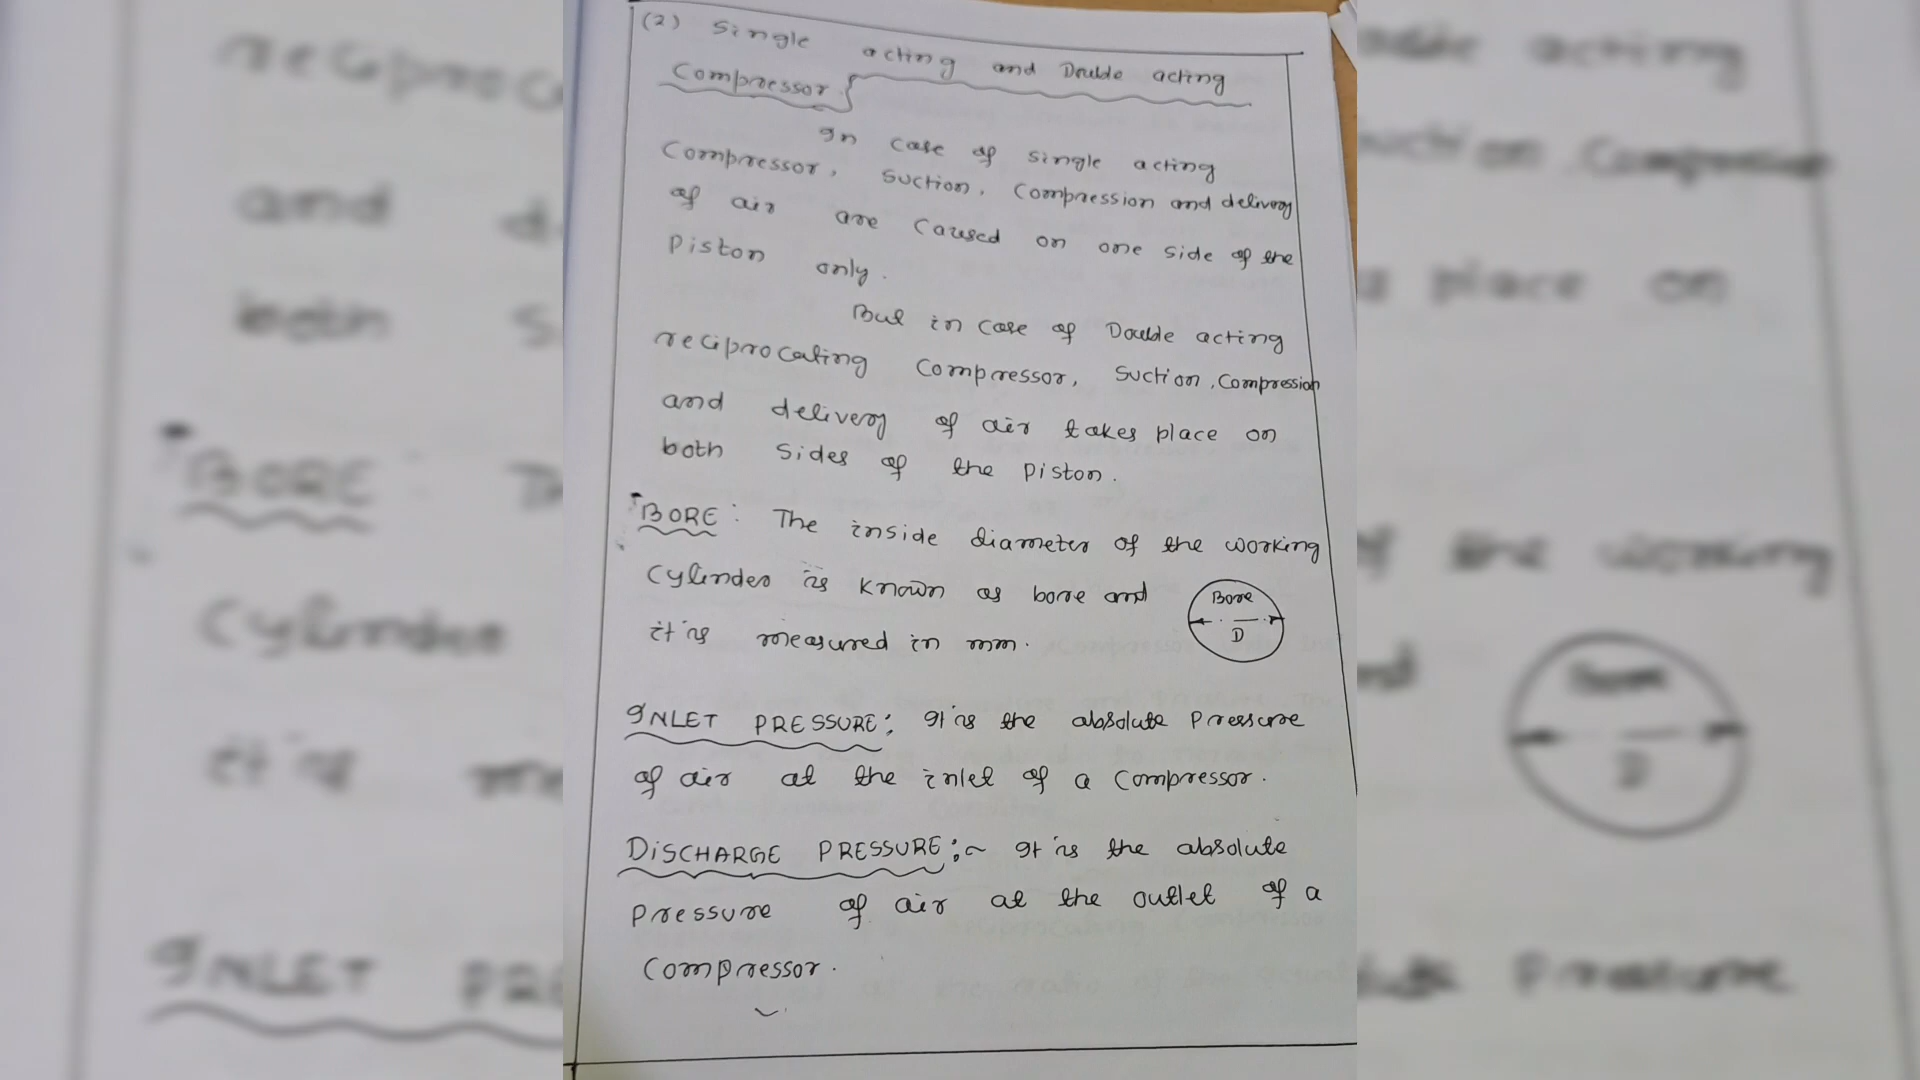 (2) Single acting and Double acting
Compressor
In case of single acting
Compressor, suction, compression and delivery
of air are caused on one side of the
piston only.
But in case of Double acting
reciprocating compressor, suction, compression
and delivery of air takes place on
both sides of the piston.
BORE: The inside diameter of the working
cylinder is known as bore and
it is measured in mm.
Bore
D
INLET PRESSURE: It is the absolute pressure
of air at the inlet of a compressor.
DISCHARGE PRESSURE:~ It is the absolute
pressure of air at the outlet of a
compressor.